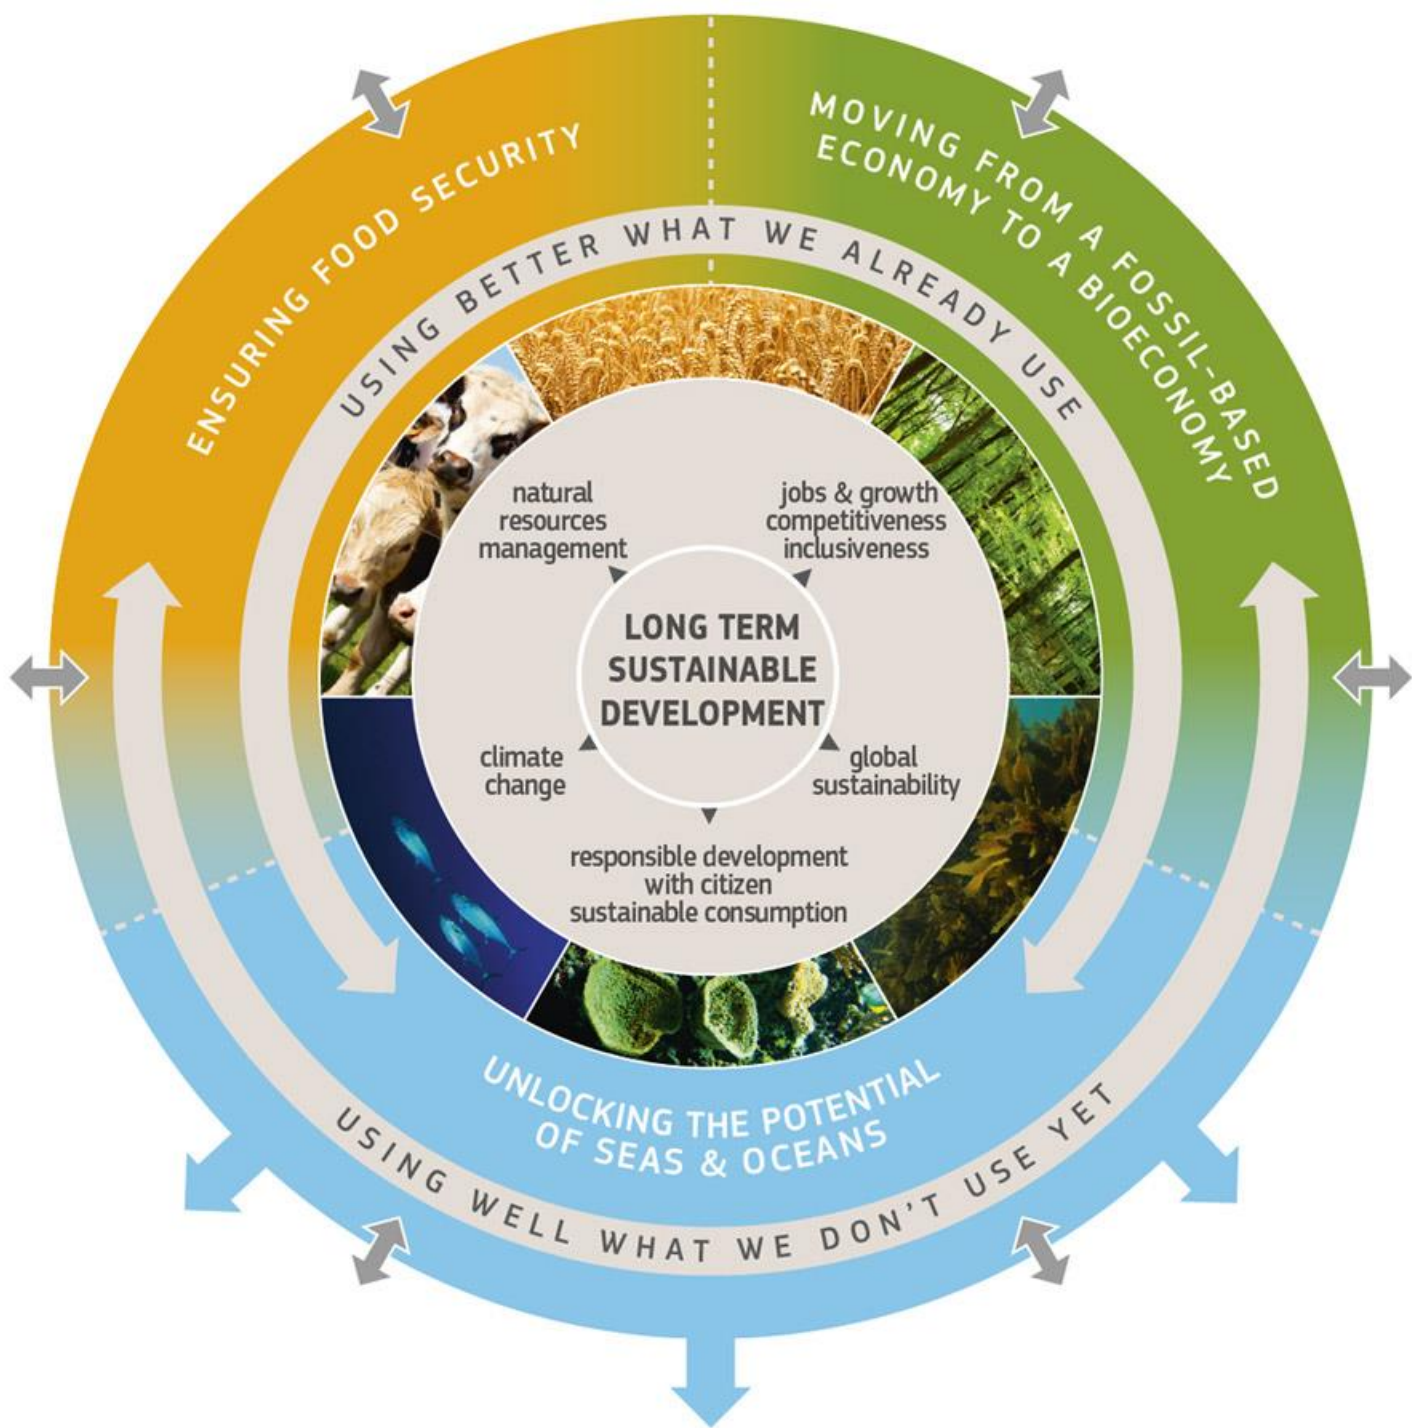 ENSURING FOOD SECURITY
MOVING FROM A FOSSIL-BASED
ECONOMY TO A BIOECONOMY
USING BETTER WHAT WE ALREADY USE
natural
resources
management
jobs & growth
competitiveness
inclusiveness
LONG TERM
SUSTAINABLE
DEVELOPMENT
climate
change
global
sustainability
responsible development
with citizen
sustainable consumption
UNLOCKING THE POTENTIAL
OF SEAS & OCEANS
USING WELL WHAT WE DON'T USE YET